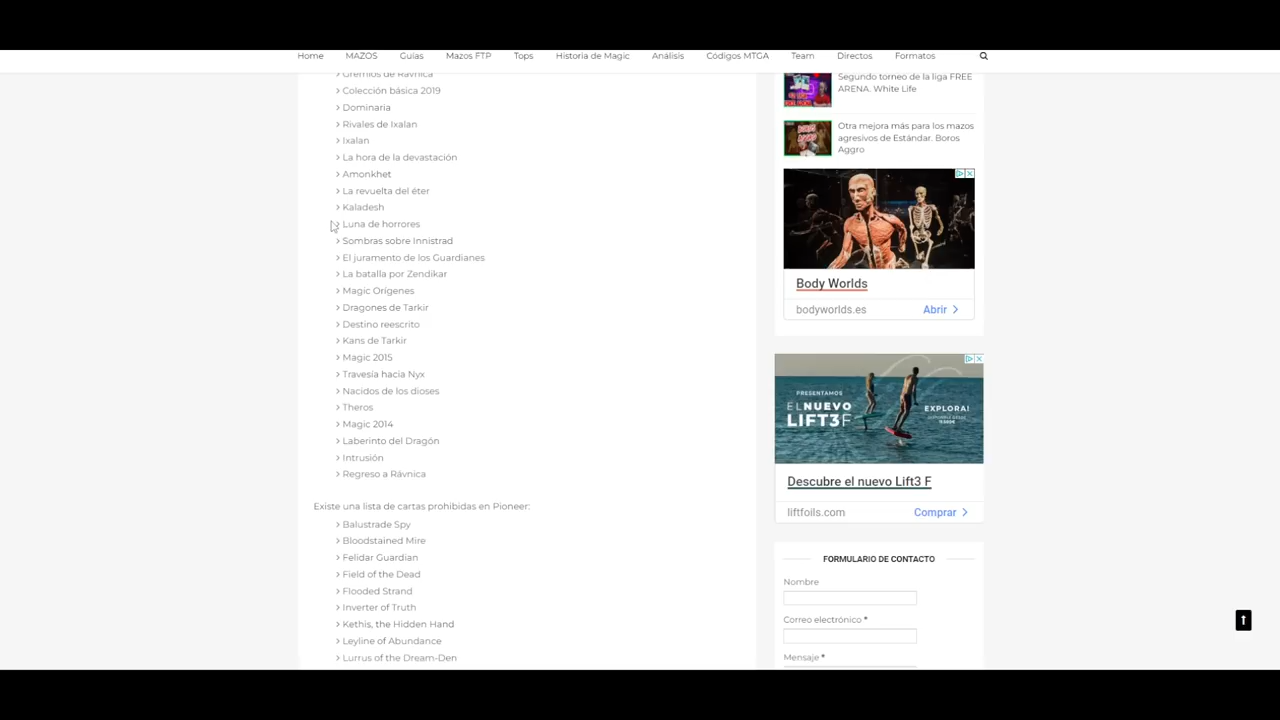 Home MAZOS Guías Mazos FTP Tops Historia de Magic Análisis Códigos MTGA Team Directos Formatos
Gremios de Rávnica
Colección básica 2019
Dominaria
Rivales de Ixalan
Ixalan
La hora de la devastación
Amonkhet
La revuelta del éter
Kaladesh
Luna de horrores
Sombras sobre Innistrad
El juramento de los Guardianes
La batalla por Zendikar
Magic Orígenes
Dragones de Tarkir
Destino reescrito
Kans de Tarkir
Magic 2015
Travesía hacia Nyx
Nacidos de los dioses
Theros
Magic 2014
Laberinto del Dragón
Intrusión
Regreso a Rávnica
Existe una lista de cartas prohibidas en Pioneer:
Balustrade Spy
Bloodstained Mire
Felidar Guardian
Field of the Dead
Flooded Strand
Inverter of Truth
Kethis, the Hidden Hand
Leyline of Abundance
Lurrus of the Dream-Den
Segundo torneo de la liga FREE
ARENA. White Life
Otra mejora más para los mazos
agresivos de Estándar. Boros
Aggro
Body Worlds
bodyworlds.es Abrir
PRESENTAMOS
EL NUEVO
LIFT3F
EXPLORA!
Descubre el nuevo Lift3 F
liftfoils.com Comprar
FORMULARIO DE CONTACTO
Nombre
Correo electrónico *
Mensaje *